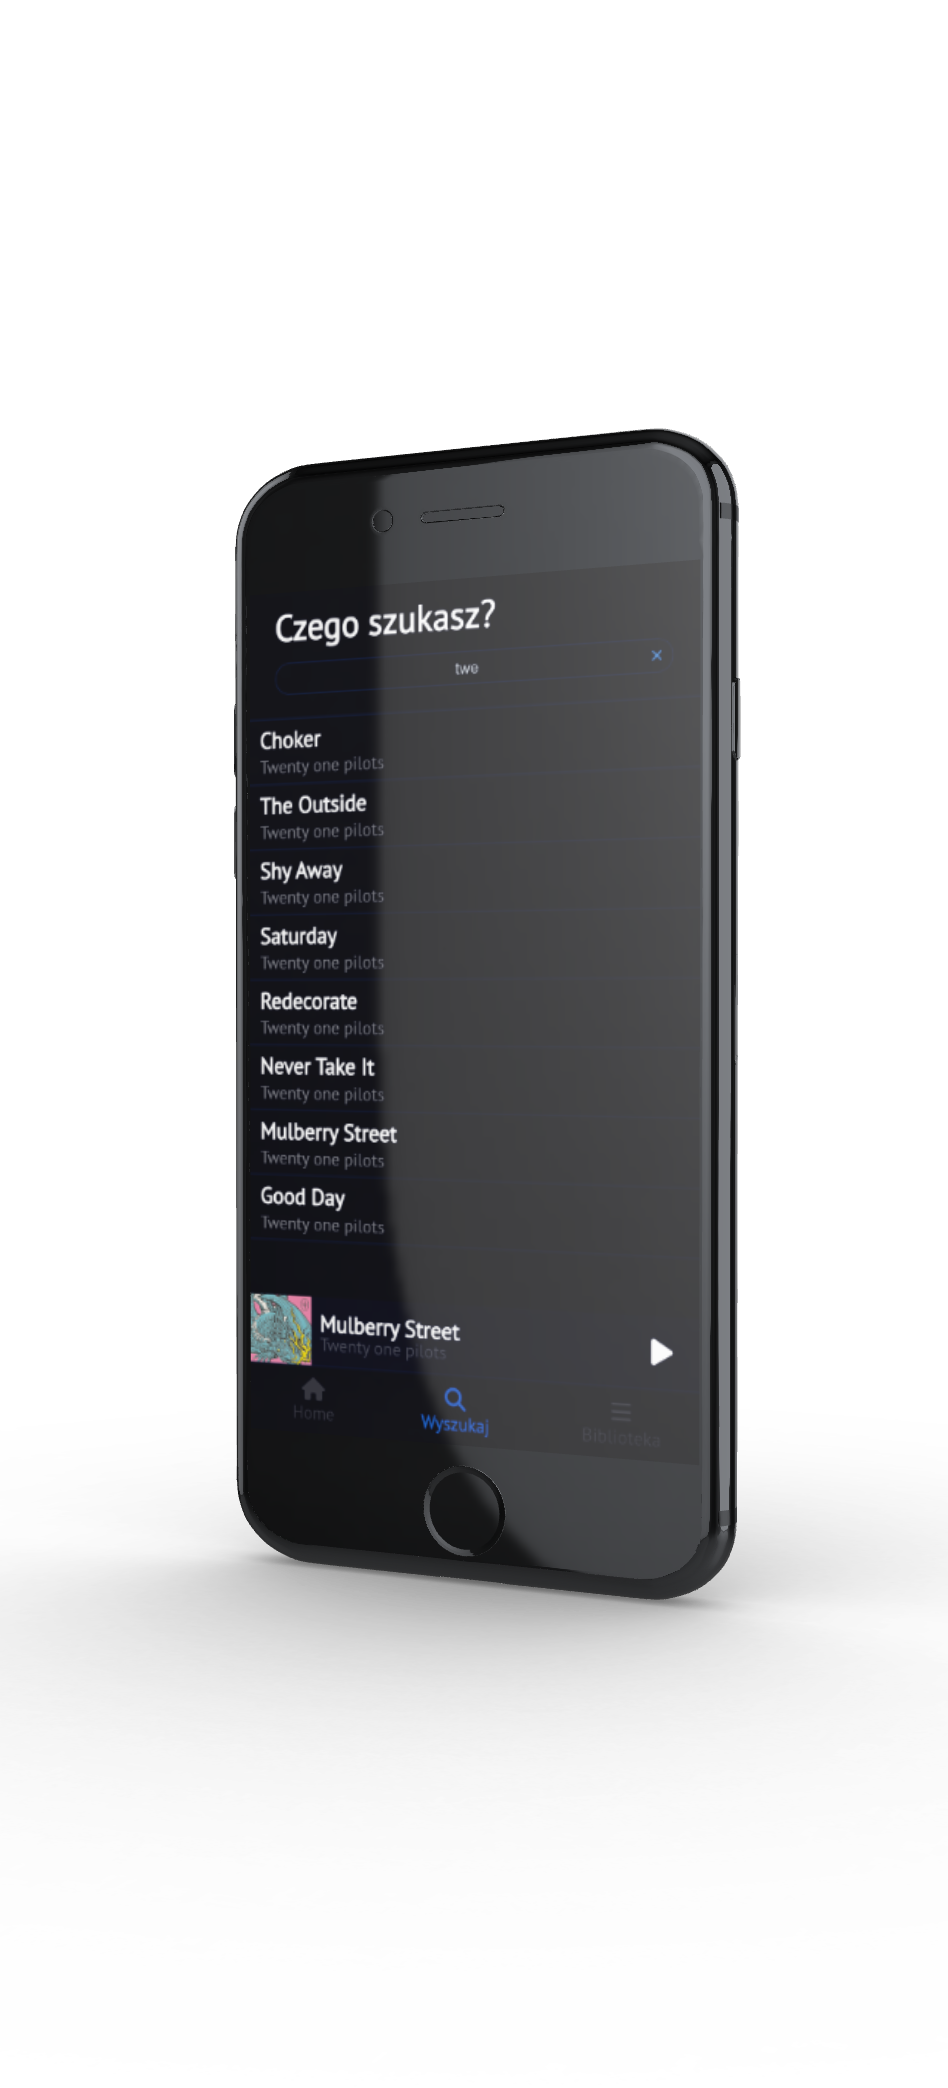 Czego szukasz?
twe
Choker
Twenty one pilots
The Outside
Twenty one pilots
Shy Away
Twenty one pilots
Saturday
Twenty one pilots
Redecorate
Twenty one pilots
Never Take It
Twenty one pilots
Mulberry Street
Twenty one pilots
Good Day
Twenty one pilots
Mulberry Street
Twenty one pilots
Home
Wyszukaj
Biblioteka